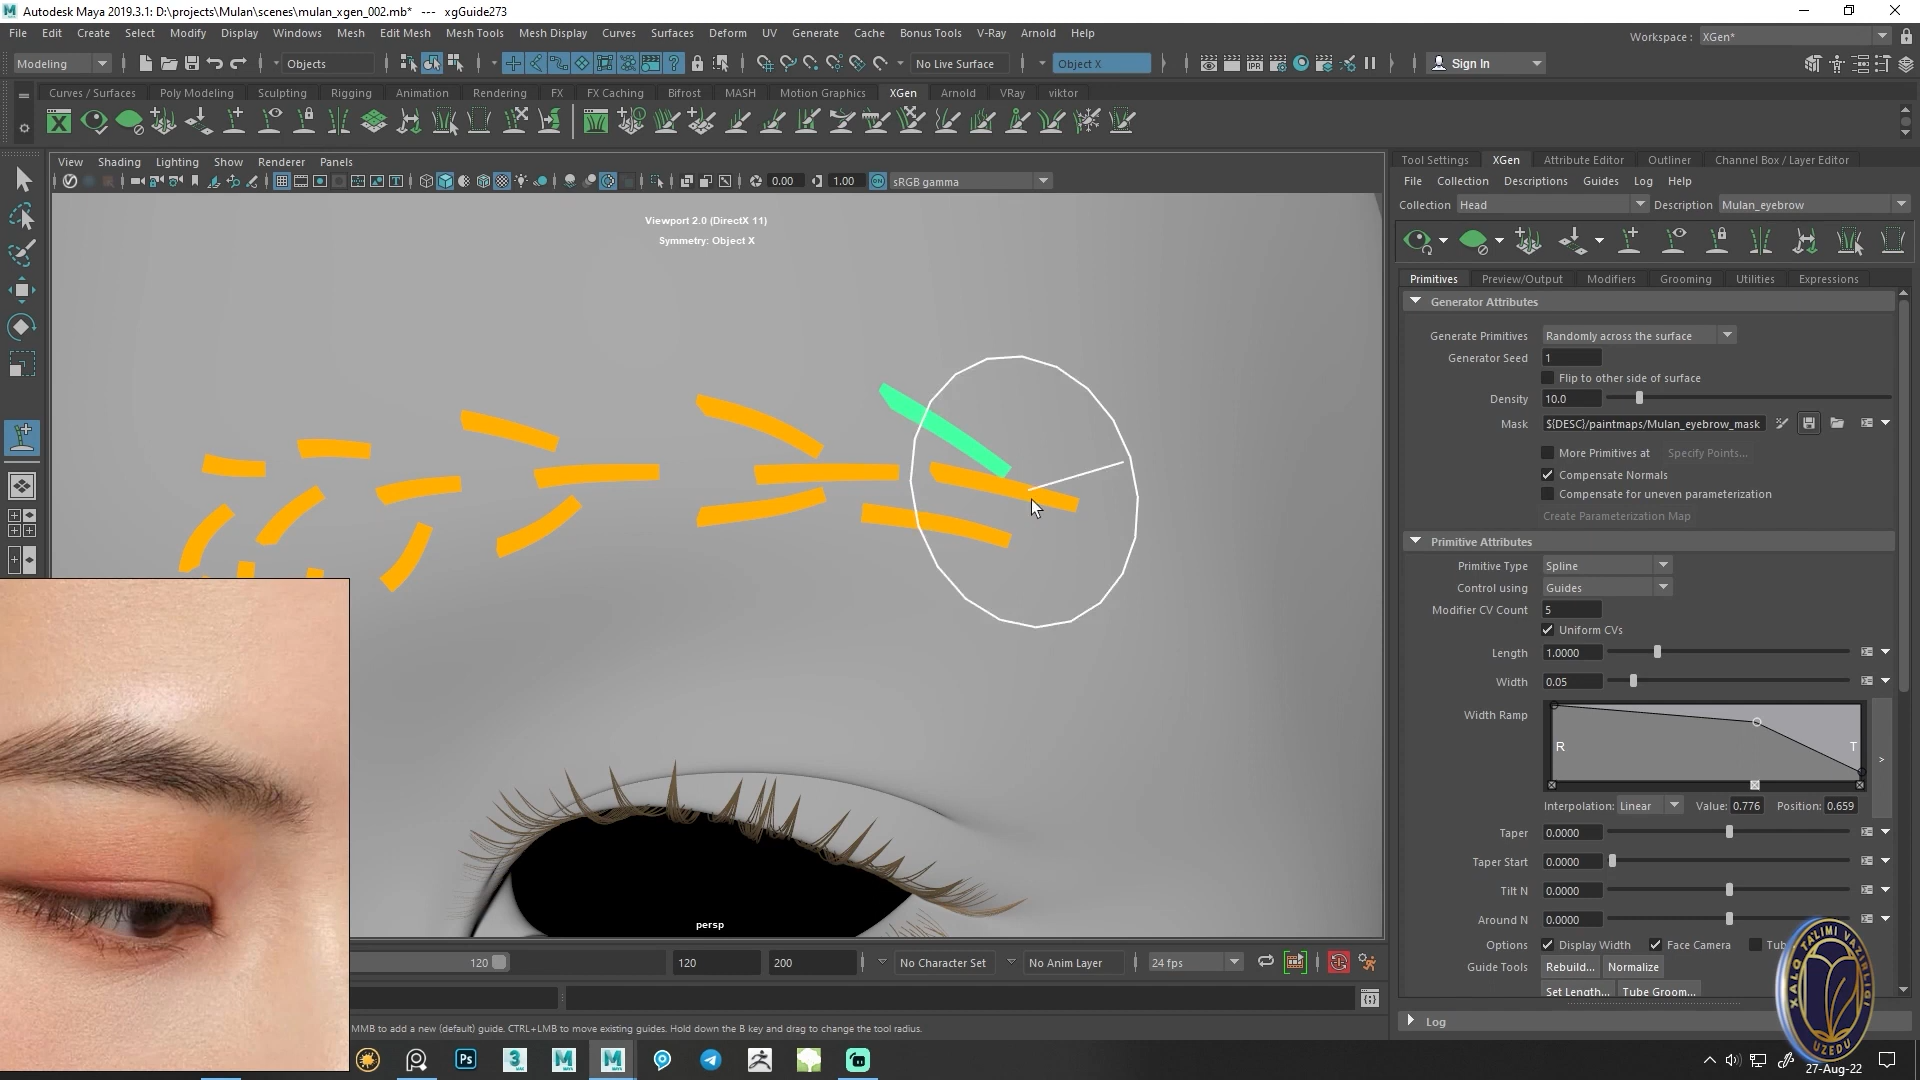 Autodesk Maya 2019.3.1: D:\projects\Mulan\scenes\mulan_xgen_002.mb* --- xgGuide273
File Edit Create Select Modify Display Windows Mesh Edit Mesh Mesh Tools Mesh Display Curves Surfaces Deform UV Generate Cache Bonus Tools V-Ray Arnold Help
Workspace : XGen*
Modeling Objects No Live Surface Object X Sign In
Curves / Surfaces Poly Modeling Sculpting Rigging Animation Rendering FX FX Caching Bifrost MASH Motion Graphics XGen Arnold VRay viktor
View Shading Lighting Show Renderer Panels
0.00 1.00 sRGB gamma
Viewport 2.0 (DirectX 11)
Symmetry: Object X
persp
Tool Settings XGen Attribute Editor Outliner Channel Box / Layer Editor
File Collection Descriptions Guides Log Help
Collection Head Description Mulan_eyebrow
Primitives Preview/Output Modifiers Grooming Utilities Expressions
Generator Attributes
Generate Primitives Randomly across the surface
Generator Seed 1
Flip to other side of surface
Density 10.0
Mask ${DESC}/paintmaps/Mulan_eyebrow_mask
More Primitives at Specify Points...
Compensate Normals
Compensate for uneven parameterization
Create Parameterization Map
Primitive Attributes
Primitive Type Spline
Control using Guides
Modifier CV Count 5
Uniform CVs
Length 1.0000
Width 0.05
Width Ramp
R T
>
Interpolation: Linear Value: 0.776 Position: 0.659
Taper 0.0000
Taper Start 0.0000
Tilt N 0.0000
Around N 0.0000
Options Display Width Face Camera Tub
Guide Tools Rebuild... Normalize
Set Length... Tube Groom...
Log
120 120 200 No Character Set No Anim Layer 24 fps
MMB to add a new (default) guide. CTRL+LMB to move existing guides. Hold down the B key and drag to change the tool radius.
Ps
XALQ TA'LIMI VAZIRLIGI
UZEDU
27-Aug-22